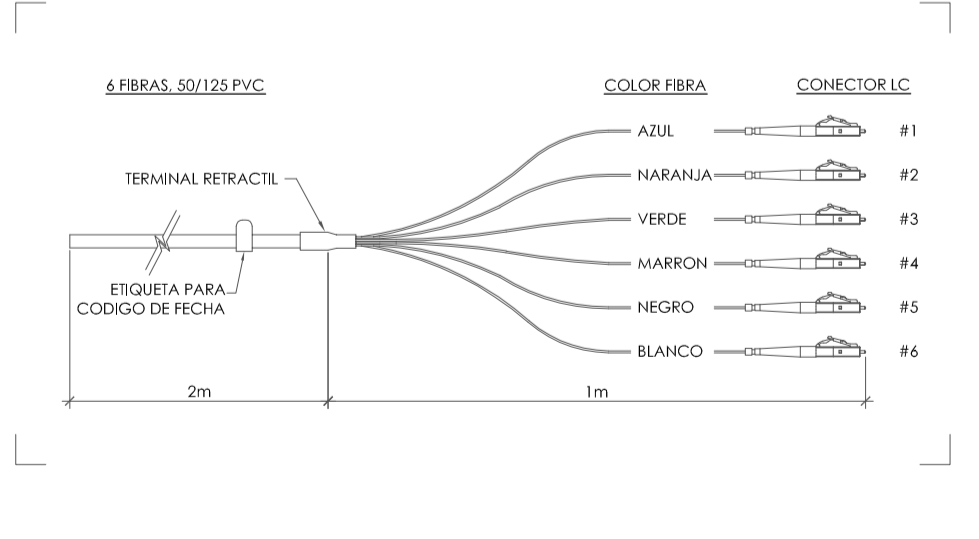 6 FIBRAS, 50/125 PVC
COLOR FIBRA
CONECTOR LC
AZUL #1
NARANJA #2
TERMINAL RETRACTIL
VERDE #3
MARRON #4
ETIQUETA PARA
CODIGO DE FECHA
NEGRO #5
BLANCO #6
2m
1m